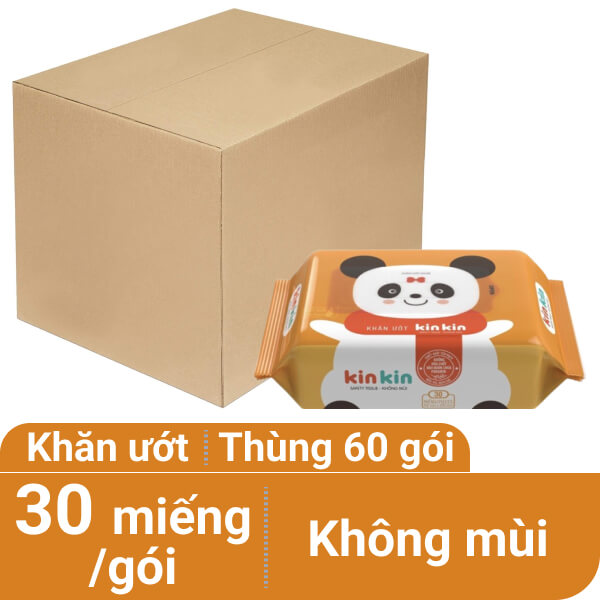 KHĂN ƯỚT kin kin
kin kin
SANITY TISSUE - KHÔNG MÙI
30
Khăn ướt
Thùng 60 gói
30 miếng
/gói
Không mùi